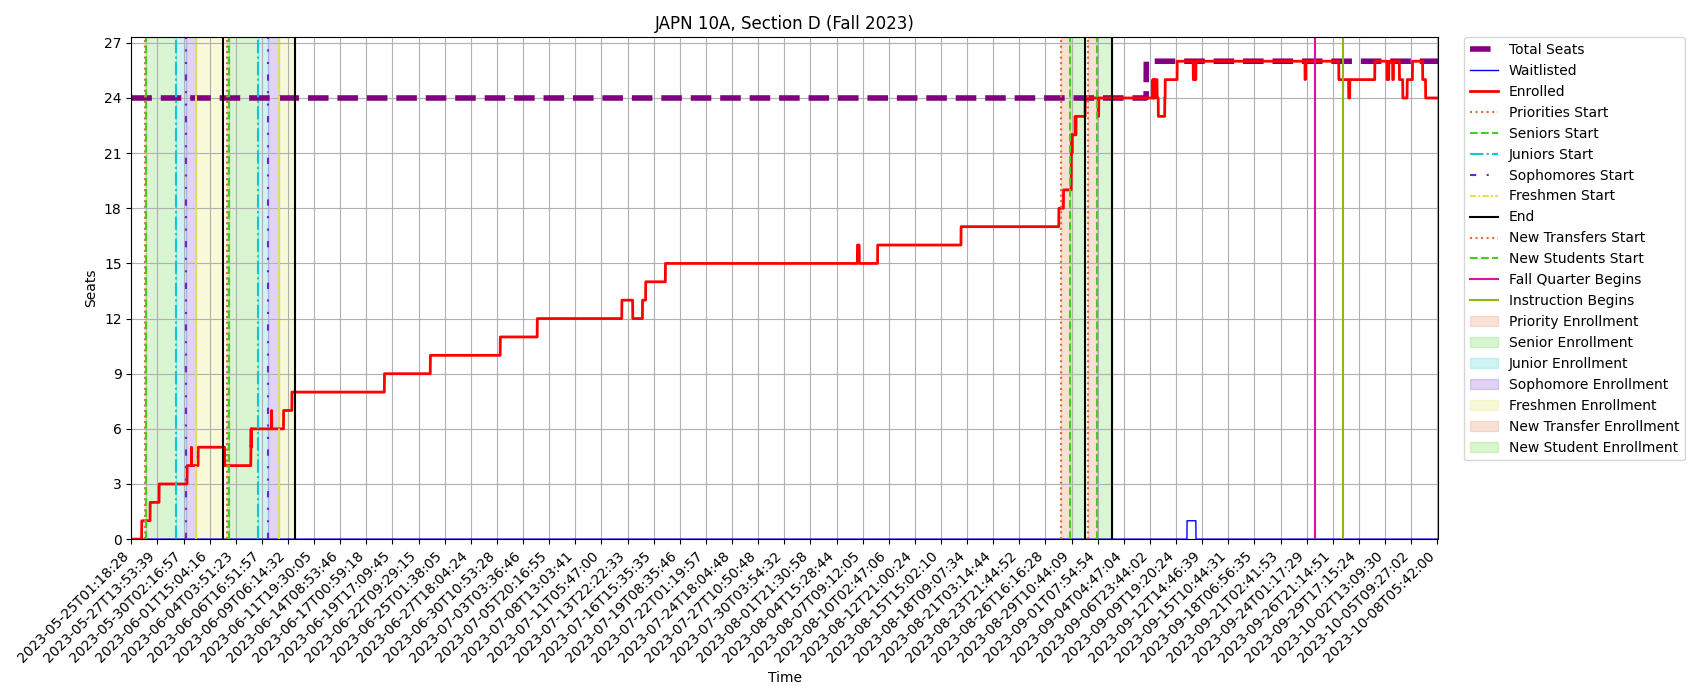 JAPN 10A, Section D (Fall 2023)
27
24
21
18
15
12
9
6
3
0
Seats
2023-05-25T01:18:28
2023-05-27T13:53:39
2023-05-30T02:16:57
2023-06-01T15:04:16
2023-06-04T03:51:23
2023-06-06T16:51:57
2023-06-09T06:14:32
2023-06-11T19:30:05
2023-06-14T08:53:46
2023-06-17T00:59:18
2023-06-19T17:09:45
2023-06-22T09:29:15
2023-06-25T01:38:05
2023-06-27T18:04:24
2023-06-30T10:53:28
2023-07-03T03:36:46
2023-07-05T20:16:55
2023-07-08T13:03:41
2023-07-11T05:47:00
2023-07-13T22:22:33
2023-07-16T15:35:35
2023-07-19T08:35:46
2023-07-22T01:19:57
2023-07-24T18:04:48
2023-07-27T10:50:48
2023-07-30T03:54:32
2023-08-01T21:30:58
2023-08-04T15:28:44
2023-08-07T09:12:05
2023-08-10T02:47:06
2023-08-12T21:00:24
2023-08-15T15:02:10
2023-08-18T09:07:34
2023-08-21T03:14:44
2023-08-23T21:44:52
2023-08-26T16:16:28
2023-08-29T10:44:09
2023-09-01T07:54:54
2023-09-04T04:47:04
2023-09-06T23:44:02
2023-09-09T19:20:24
2023-09-12T14:46:39
2023-09-15T10:44:31
2023-09-18T06:56:35
2023-09-21T02:41:53
2023-09-24T01:17:29
2023-09-26T21:14:51
2023-09-29T17:15:24
2023-10-02T13:09:30
2023-10-05T09:27:02
2023-10-08T05:42:00
Time
Total Seats
Waitlisted
Enrolled
Priorities Start
Seniors Start
Juniors Start
Sophomores Start
Freshmen Start
End
New Transfers Start
New Students Start
Fall Quarter Begins
Instruction Begins
Priority Enrollment
Senior Enrollment
Junior Enrollment
Sophomore Enrollment
Freshmen Enrollment
New Transfer Enrollment
New Student Enrollment